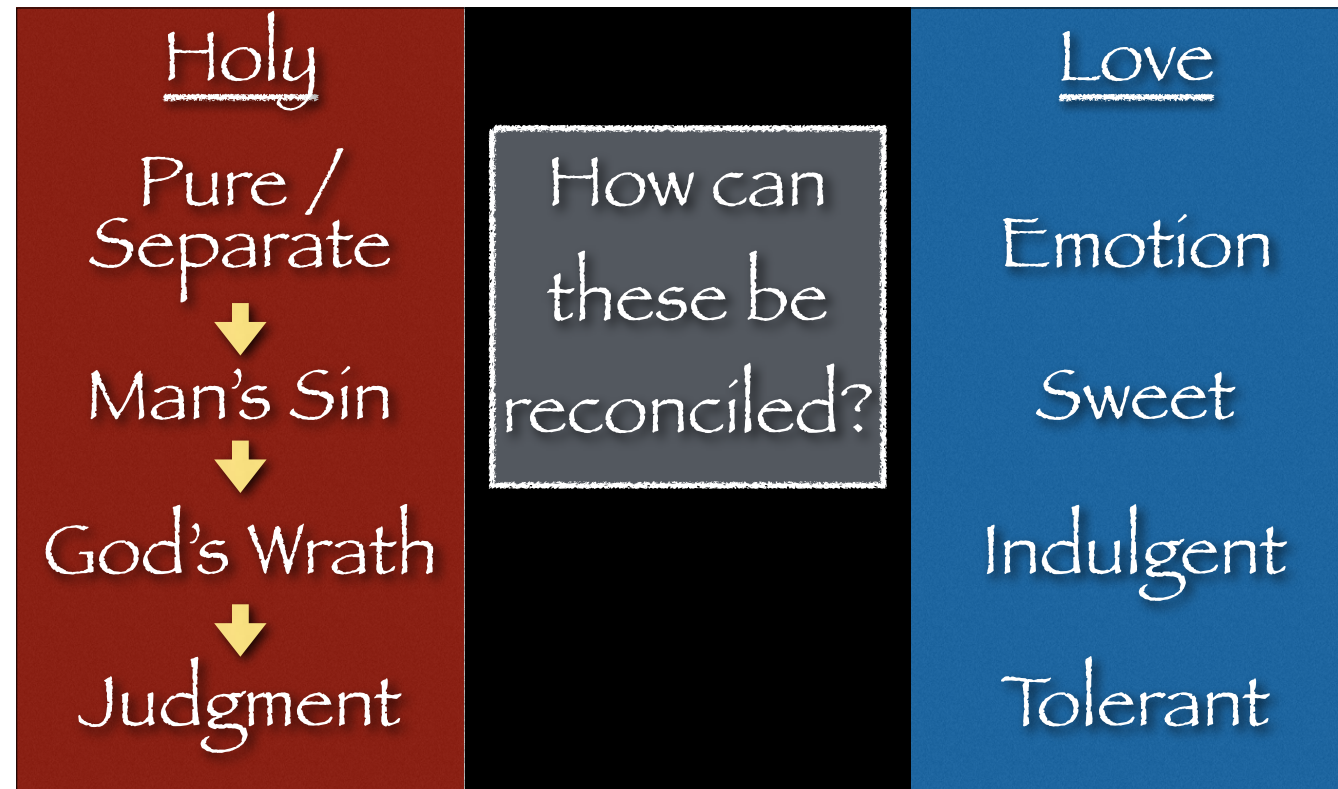 Holy
Pure /
Separate
Man's Sin
God's Wrath
Judgment
How can
these be
reconciled?
Love
Emotion
Sweet
Indulgent
Tolerant